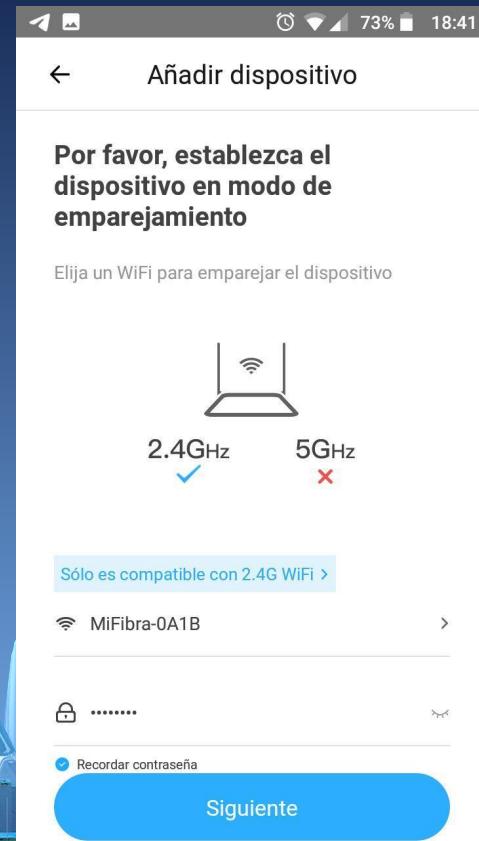 73% 18:41
Añadir dispositivo
Por favor, establezca el
dispositivo en modo de
emparejamiento
Elija un WiFi para emparejar el dispositivo
2.4GHz 5GHz
Sólo es compatible con 2.4G WiFi >
MiFibra-0A1B
••••••••
Recordar contraseña
Siguiente